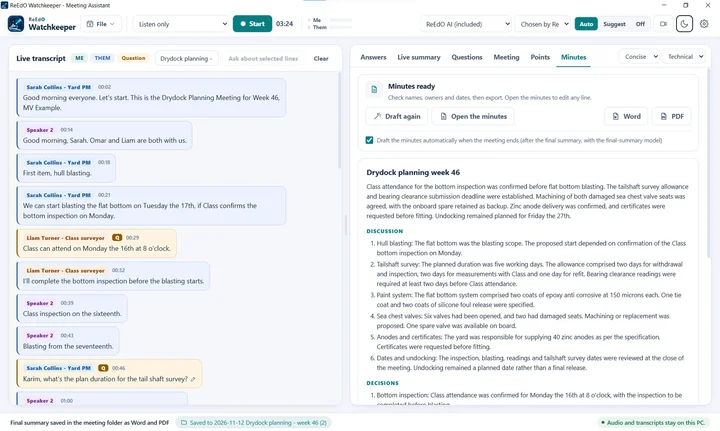 ReEdO Watchkeeper - Meeting Assistant
ReEdO
Watchkeeper
File
Listen only
Start
03:24
Me
Them
ReEdO AI (included)
Chosen by Re
Auto
Suggest
Off
Live transcript
ME
THEM
Question
Drydock planning -
Ask about selected lines
Clear
Sarah Collins - Yard PM 00:02
Good morning everyone. Let's start. This is the Drydock Planning Meeting for Week 46,
MV Example.
Speaker 2 00:14
Good morning, Sarah. Omar and Liam are both with us.
Sarah Collins - Yard PM 00:18
First item, hull blasting.
Sarah Collins - Yard PM 00:21
We can start blasting the flat bottom on Tuesday the 17th, if Class confirms the
bottom inspection on Monday.
Liam Turner - Class surveyor Q 00:29
Class can attend on Monday the 16th at 8 o'clock.
Liam Turner - Class surveyor 00:32
I'll complete the bottom inspection before the blasting starts.
Speaker 2 00:39
Class inspection on the sixteenth.
Speaker 2 00:43
Blasting from the seventeenth.
Sarah Collins - Yard PM Q 00:46
Karim, what's the plan duration for the tail shaft survey?
Speaker 2 01:00
Answers
Live summary
Questions
Meeting
Points
Minutes
Concise
Technical
Minutes ready
Check names, owners and dates, then export. Open the minutes to edit any line.
Draft again
Open the minutes
Word
PDF
Draft the minutes automatically when the meeting ends (after the final summary, with the final-summary model)
Drydock planning week 46
Class attendance for the bottom inspection was confirmed before flat bottom blasting. The tailshaft survey allowance
and bearing clearance submission deadline were established. Machining of both damaged sea chest valve seats was
agreed, with the onboard spare retained as backup. Zinc anode delivery was confirmed, and certificates were
requested before fitting. Undocking remained planned for Friday the 27th.
DISCUSSION
1. Hull blasting: The flat bottom was the blasting scope. The proposed start depended on confirmation of the Class
bottom inspection on Monday.
2. Tailshaft survey: The planned duration was five working days. The allowance comprised two days for withdrawal
and inspection, two days for measurements with Class and one day for refit. Bearing clearance readings were
required at least two days before Class attendance.
3. Paint system: The flat bottom system comprised two coats of epoxy anti corrosive at 150 microns each. One tie
coat and two coats of silicone foul release were specified.
4. Sea chest valves: Six valves had been opened, and two had damaged seats. Machining or replacement was
proposed. One spare valve was available on board.
5. Anodes and certificates: The yard was responsible for supplying 40 zinc anodes as per the specification.
Certificates were requested before fitting.
6. Dates and undocking: The inspection, blasting, readings and tailshaft survey dates were reviewed at the close of
the meeting. Undocking remained a planned date rather than a final release.
DECISIONS
1. Bottom inspection: Class attendance was confirmed for Monday the 16th at 8 o'clock, with the inspection to be
completed before blasting.
Final summary saved in the meeting folder as Word and PDF
Saved to 2026-11-12 Drydock planning - week 46 (2)
Audio and transcripts stay on this PC.